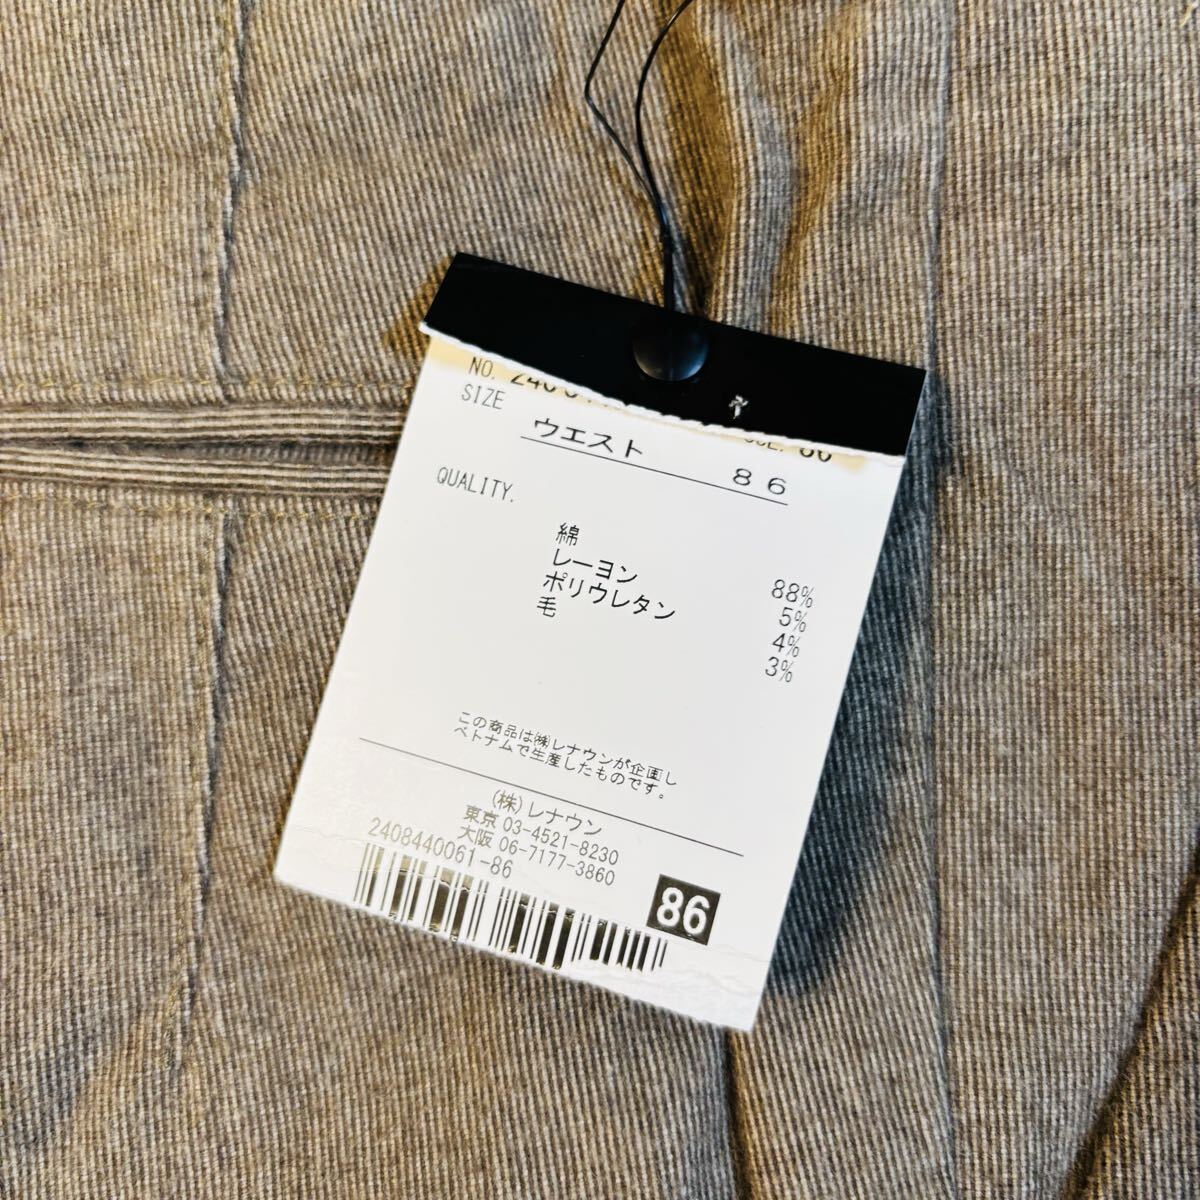 NO.
SIZE
ウエスト 86
QUALITY.
綿 88%
レーヨン 5%
ポリウレタン 4%
毛 3%
この商品は㈱レナウンが企画し
ベトナムで生産したものです。
(株)レナウン
東京 03-4521-8230
大阪 06-7177-3860
2408440061-86
86